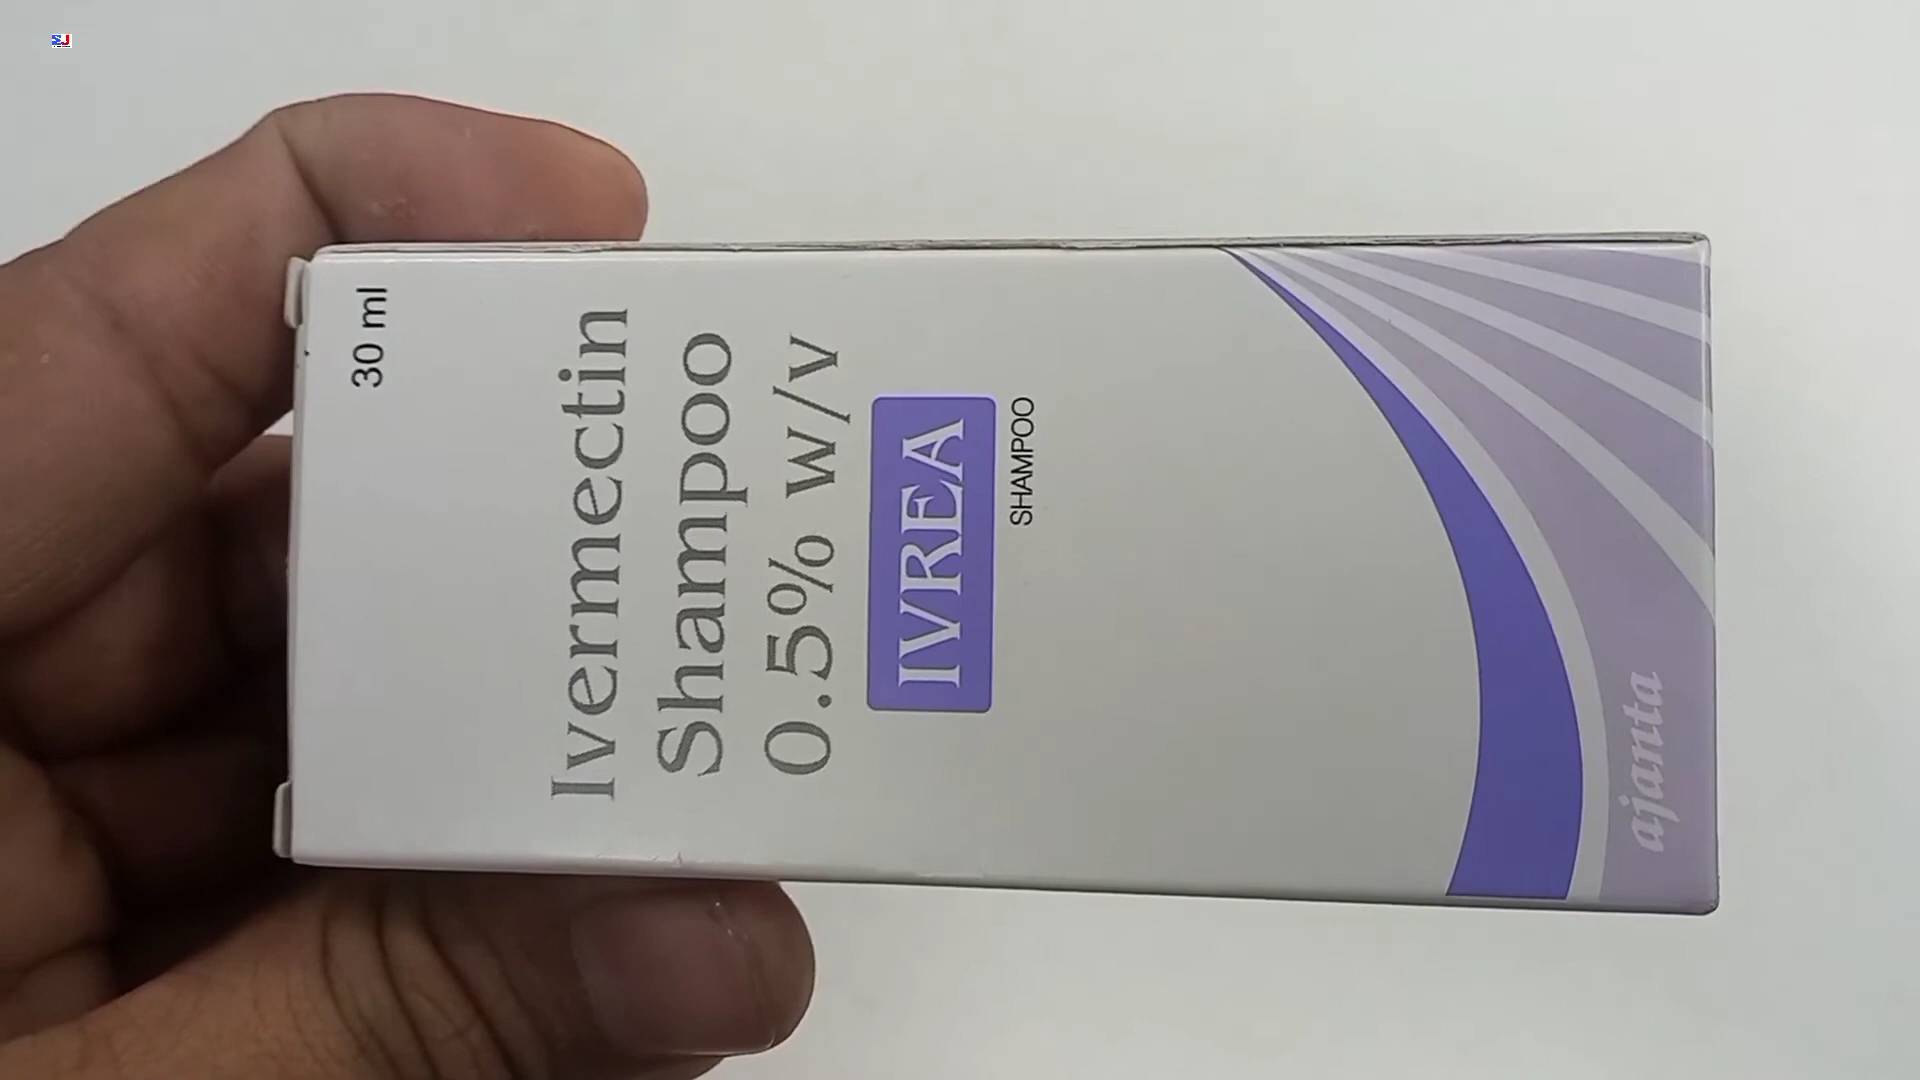 30 ml
Ivermectin
Shampoo
0.5% w/v
IVREA
SHAMPOO
ajanta